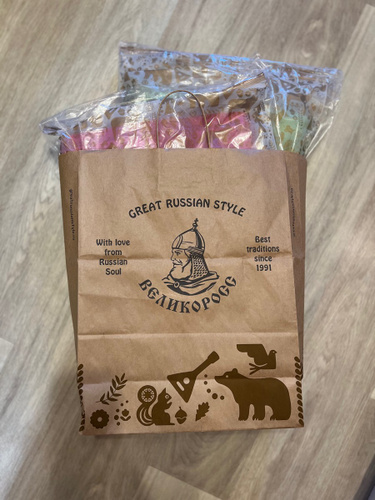 GREAT RUSSIAN STYLE
With love
from
Russian
Soul
Best
traditions
since
1991
ВЕЛИКОРОСС